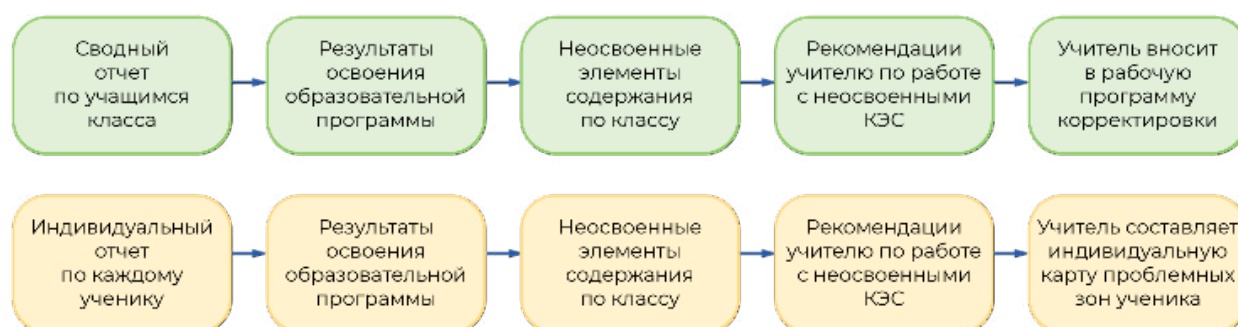 Сводный
отчет
по учащимся
класса
Результаты
освоения
образовательной
программы
Неосвоенные
элементы
содержания
по классу
Рекомендации
учителю по работе
с неосвоенными
КЭС
Учитель вносит
в рабочую
программу
корректировки
Индивидуальный
отчет
по каждому
ученику
Результаты
освоения
образовательной
программы
Неосвоенные
элементы
содержания
по классу
Рекомендации
учителю по работе
с неосвоенными
КЭС
Учитель составляет
индивидуальную
карту проблемных
зон ученика